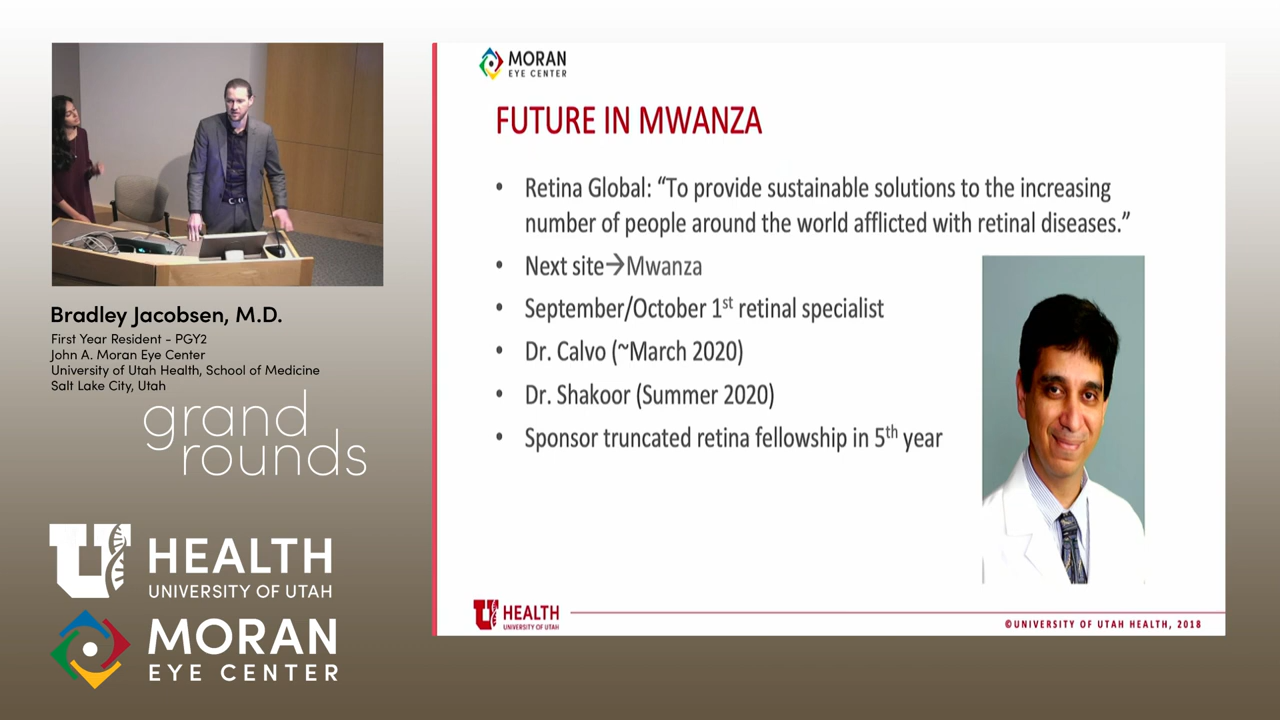 Bradley Jacobsen, M.D.
First Year Resident - PGY2
John A. Moran Eye Center
University of Utah Health, School of Medicine
Salt Lake City, Utah
grand
rounds
U HEALTH
UNIVERSITY OF UTAH
MORAN
EYE CENTER
MORAN
EYE CENTER
FUTURE IN MWANZA
• Retina Global: “To provide sustainable solutions to the increasing
number of people around the world afflicted with retinal diseases.”
• Next site→Mwanza
• September/October 1st retinal specialist
• Dr. Calvo (~March 2020)
• Dr. Shakoor (Summer 2020)
• Sponsor truncated retina fellowship in 5th year
U HEALTH
UNIVERSITY OF UTAH
©UNIVERSITY OF UTAH HEALTH, 2018